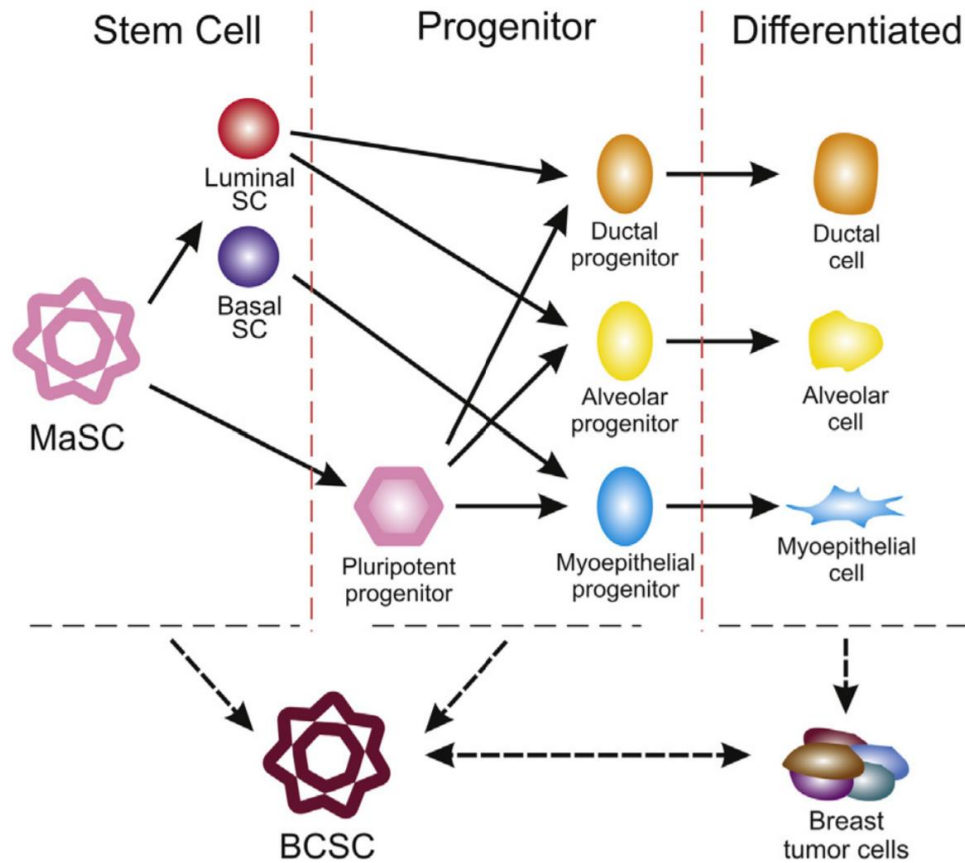 Stem Cell
Progenitor
Differentiated
Luminal
SC
Basal
SC
MaSC
Ductal
progenitor
Ductal
cell
Alveolar
progenitor
Alveolar
cell
Pluripotent
progenitor
Myoepithelial
progenitor
Myoepithelial
cell
BCSC
Breast
tumor cells